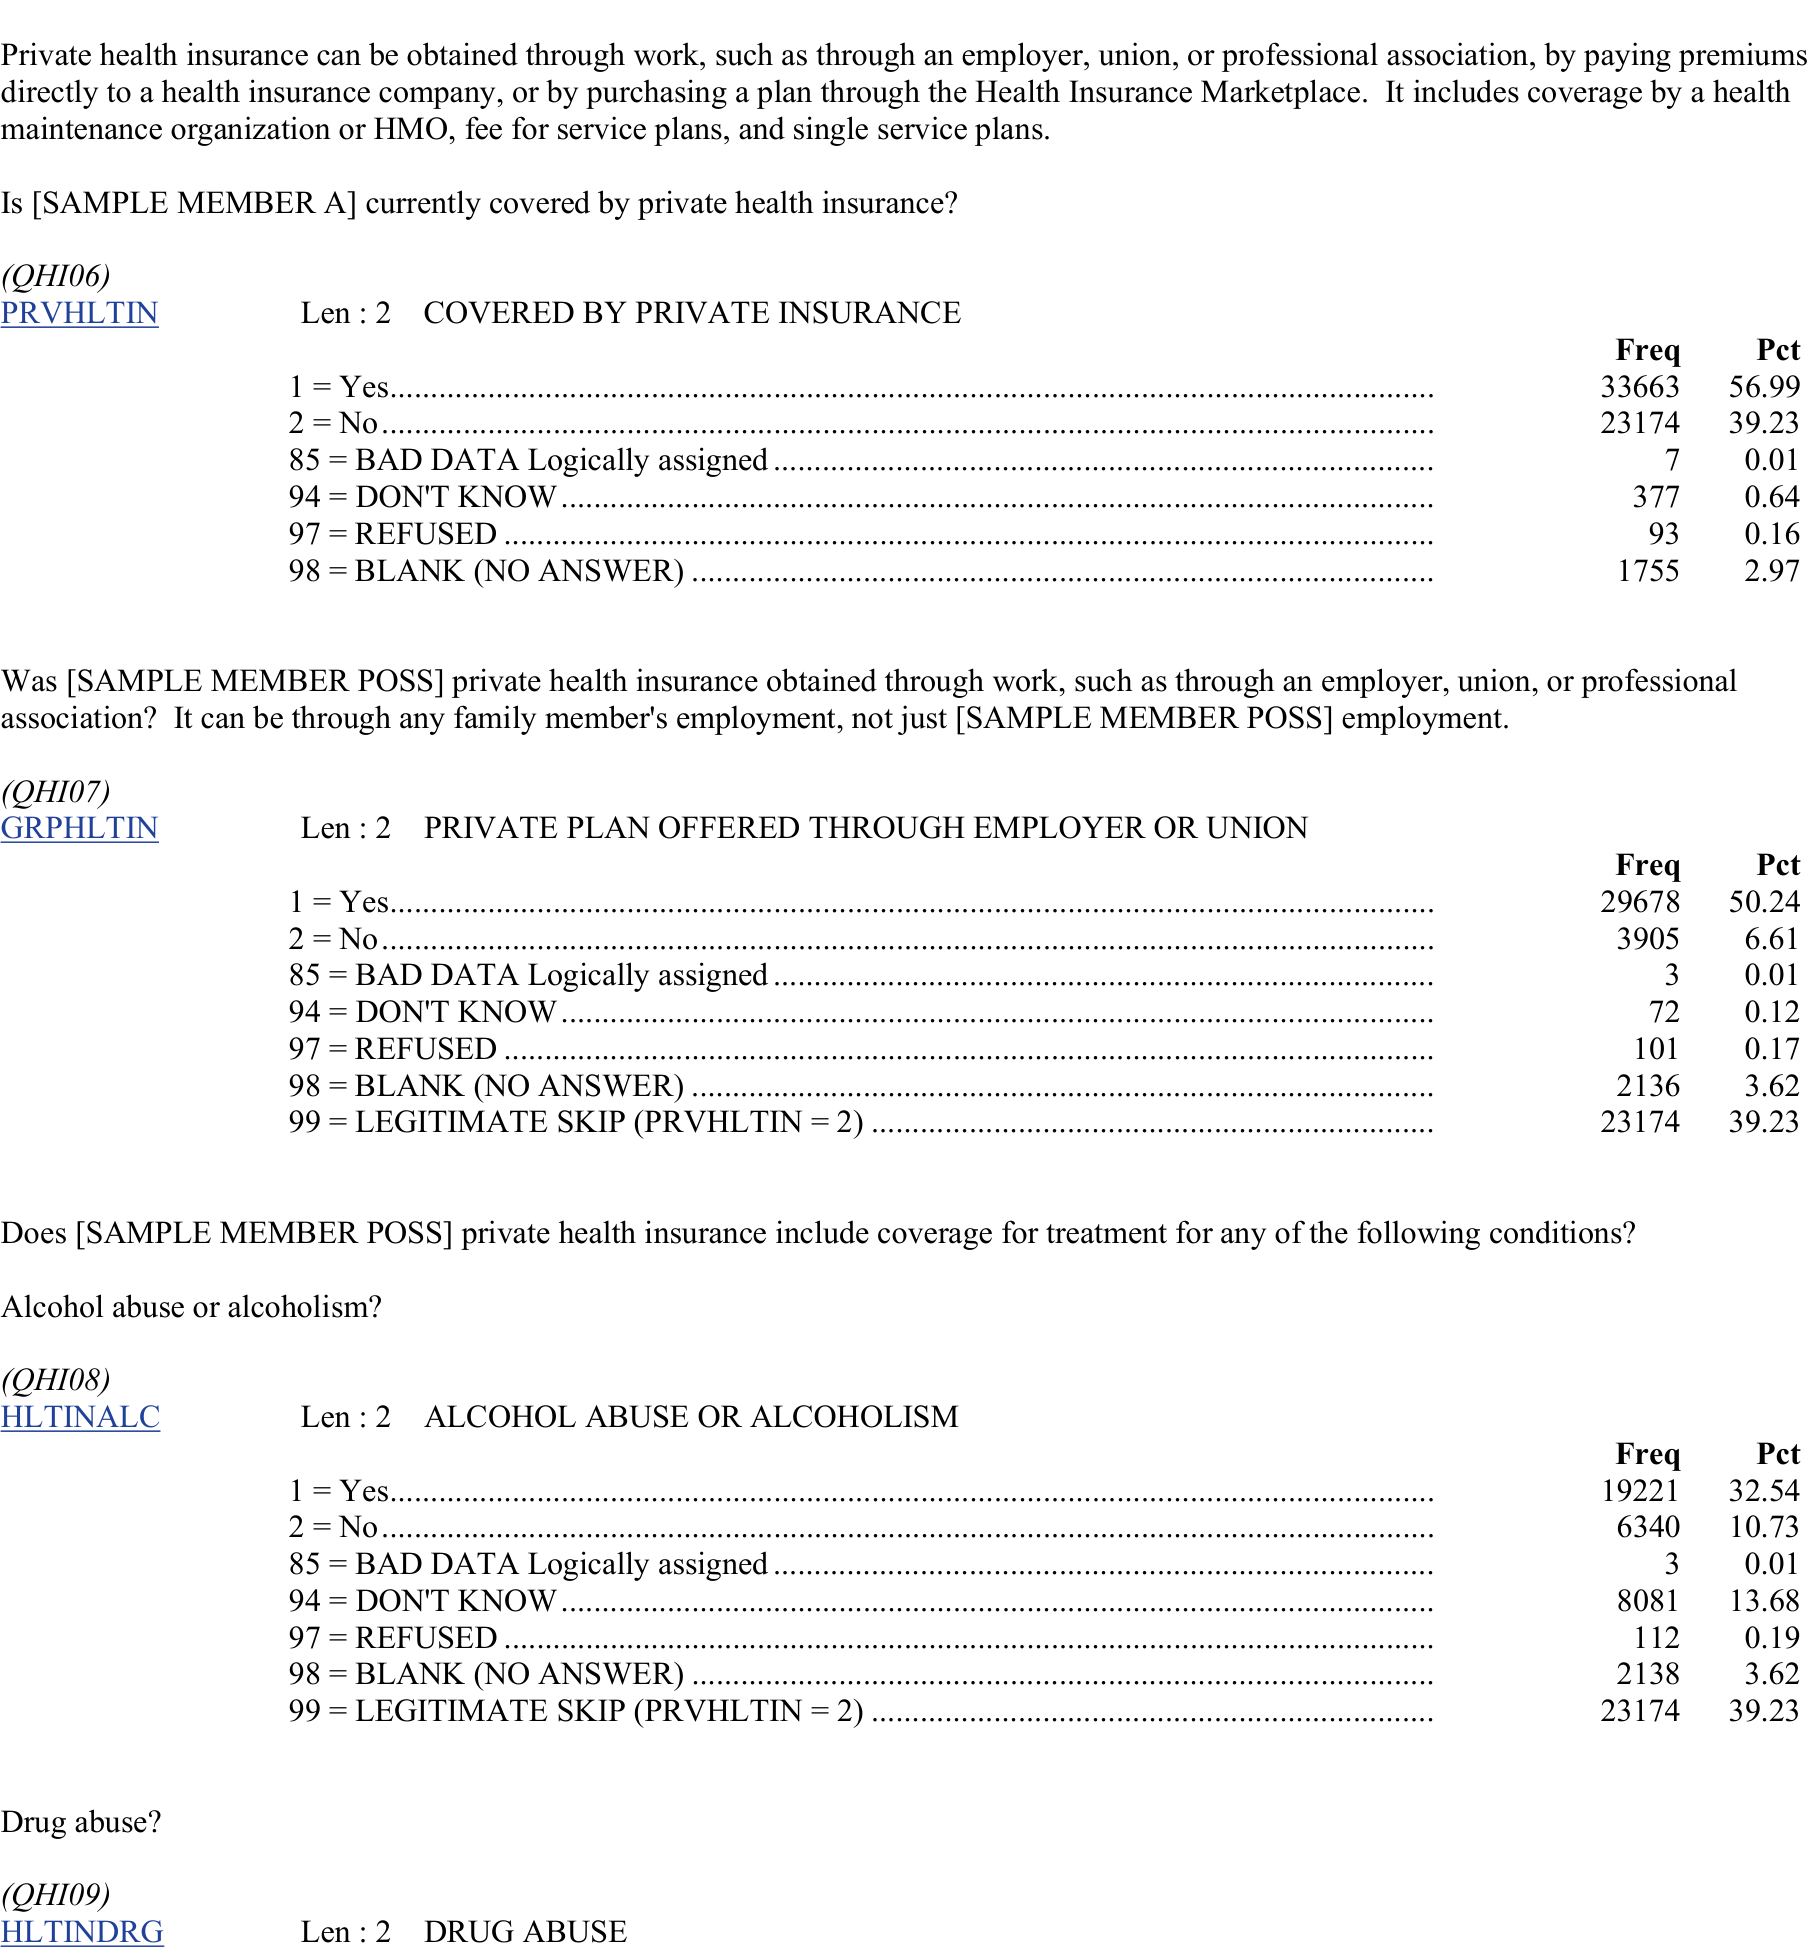 Private health insurance can be obtained through work, such as through an employer, union, or professional association, by paying premiums
directly to a health insurance company, or by purchasing a plan through the Health Insurance Marketplace.  It includes coverage by a health
maintenance organization or HMO, fee for service plans, and single service plans.
Is [SAMPLE MEMBER A] currently covered by private health insurance?
(QHI06)
PRVHLTIN Len : 2 COVERED BY PRIVATE INSURANCE
Freq Pct
1 = Yes 33663 56.99
2 = No 23174 39.23
85 = BAD DATA Logically assigned 7 0.01
94 = DON'T KNOW 377 0.64
97 = REFUSED 93 0.16
98 = BLANK (NO ANSWER) 1755 2.97
Was [SAMPLE MEMBER POSS] private health insurance obtained through work, such as through an employer, union, or professional
association?  It can be through any family member's employment, not just [SAMPLE MEMBER POSS] employment.
(QHI07)
GRPHLTIN Len : 2 PRIVATE PLAN OFFERED THROUGH EMPLOYER OR UNION
Freq Pct
1 = Yes 29678 50.24
2 = No 3905 6.61
85 = BAD DATA Logically assigned 3 0.01
94 = DON'T KNOW 72 0.12
97 = REFUSED 101 0.17
98 = BLANK (NO ANSWER) 2136 3.62
99 = LEGITIMATE SKIP (PRVHLTIN = 2) 23174 39.23
Does [SAMPLE MEMBER POSS] private health insurance include coverage for treatment for any of the following conditions?
Alcohol abuse or alcoholism?
(QHI08)
HLTINALC Len : 2 ALCOHOL ABUSE OR ALCOHOLISM
Freq Pct
1 = Yes 19221 32.54
2 = No 6340 10.73
85 = BAD DATA Logically assigned 3 0.01
94 = DON'T KNOW 8081 13.68
97 = REFUSED 112 0.19
98 = BLANK (NO ANSWER) 2138 3.62
99 = LEGITIMATE SKIP (PRVHLTIN = 2) 23174 39.23
Drug abuse?
(QHI09)
HLTINDRG Len : 2 DRUG ABUSE